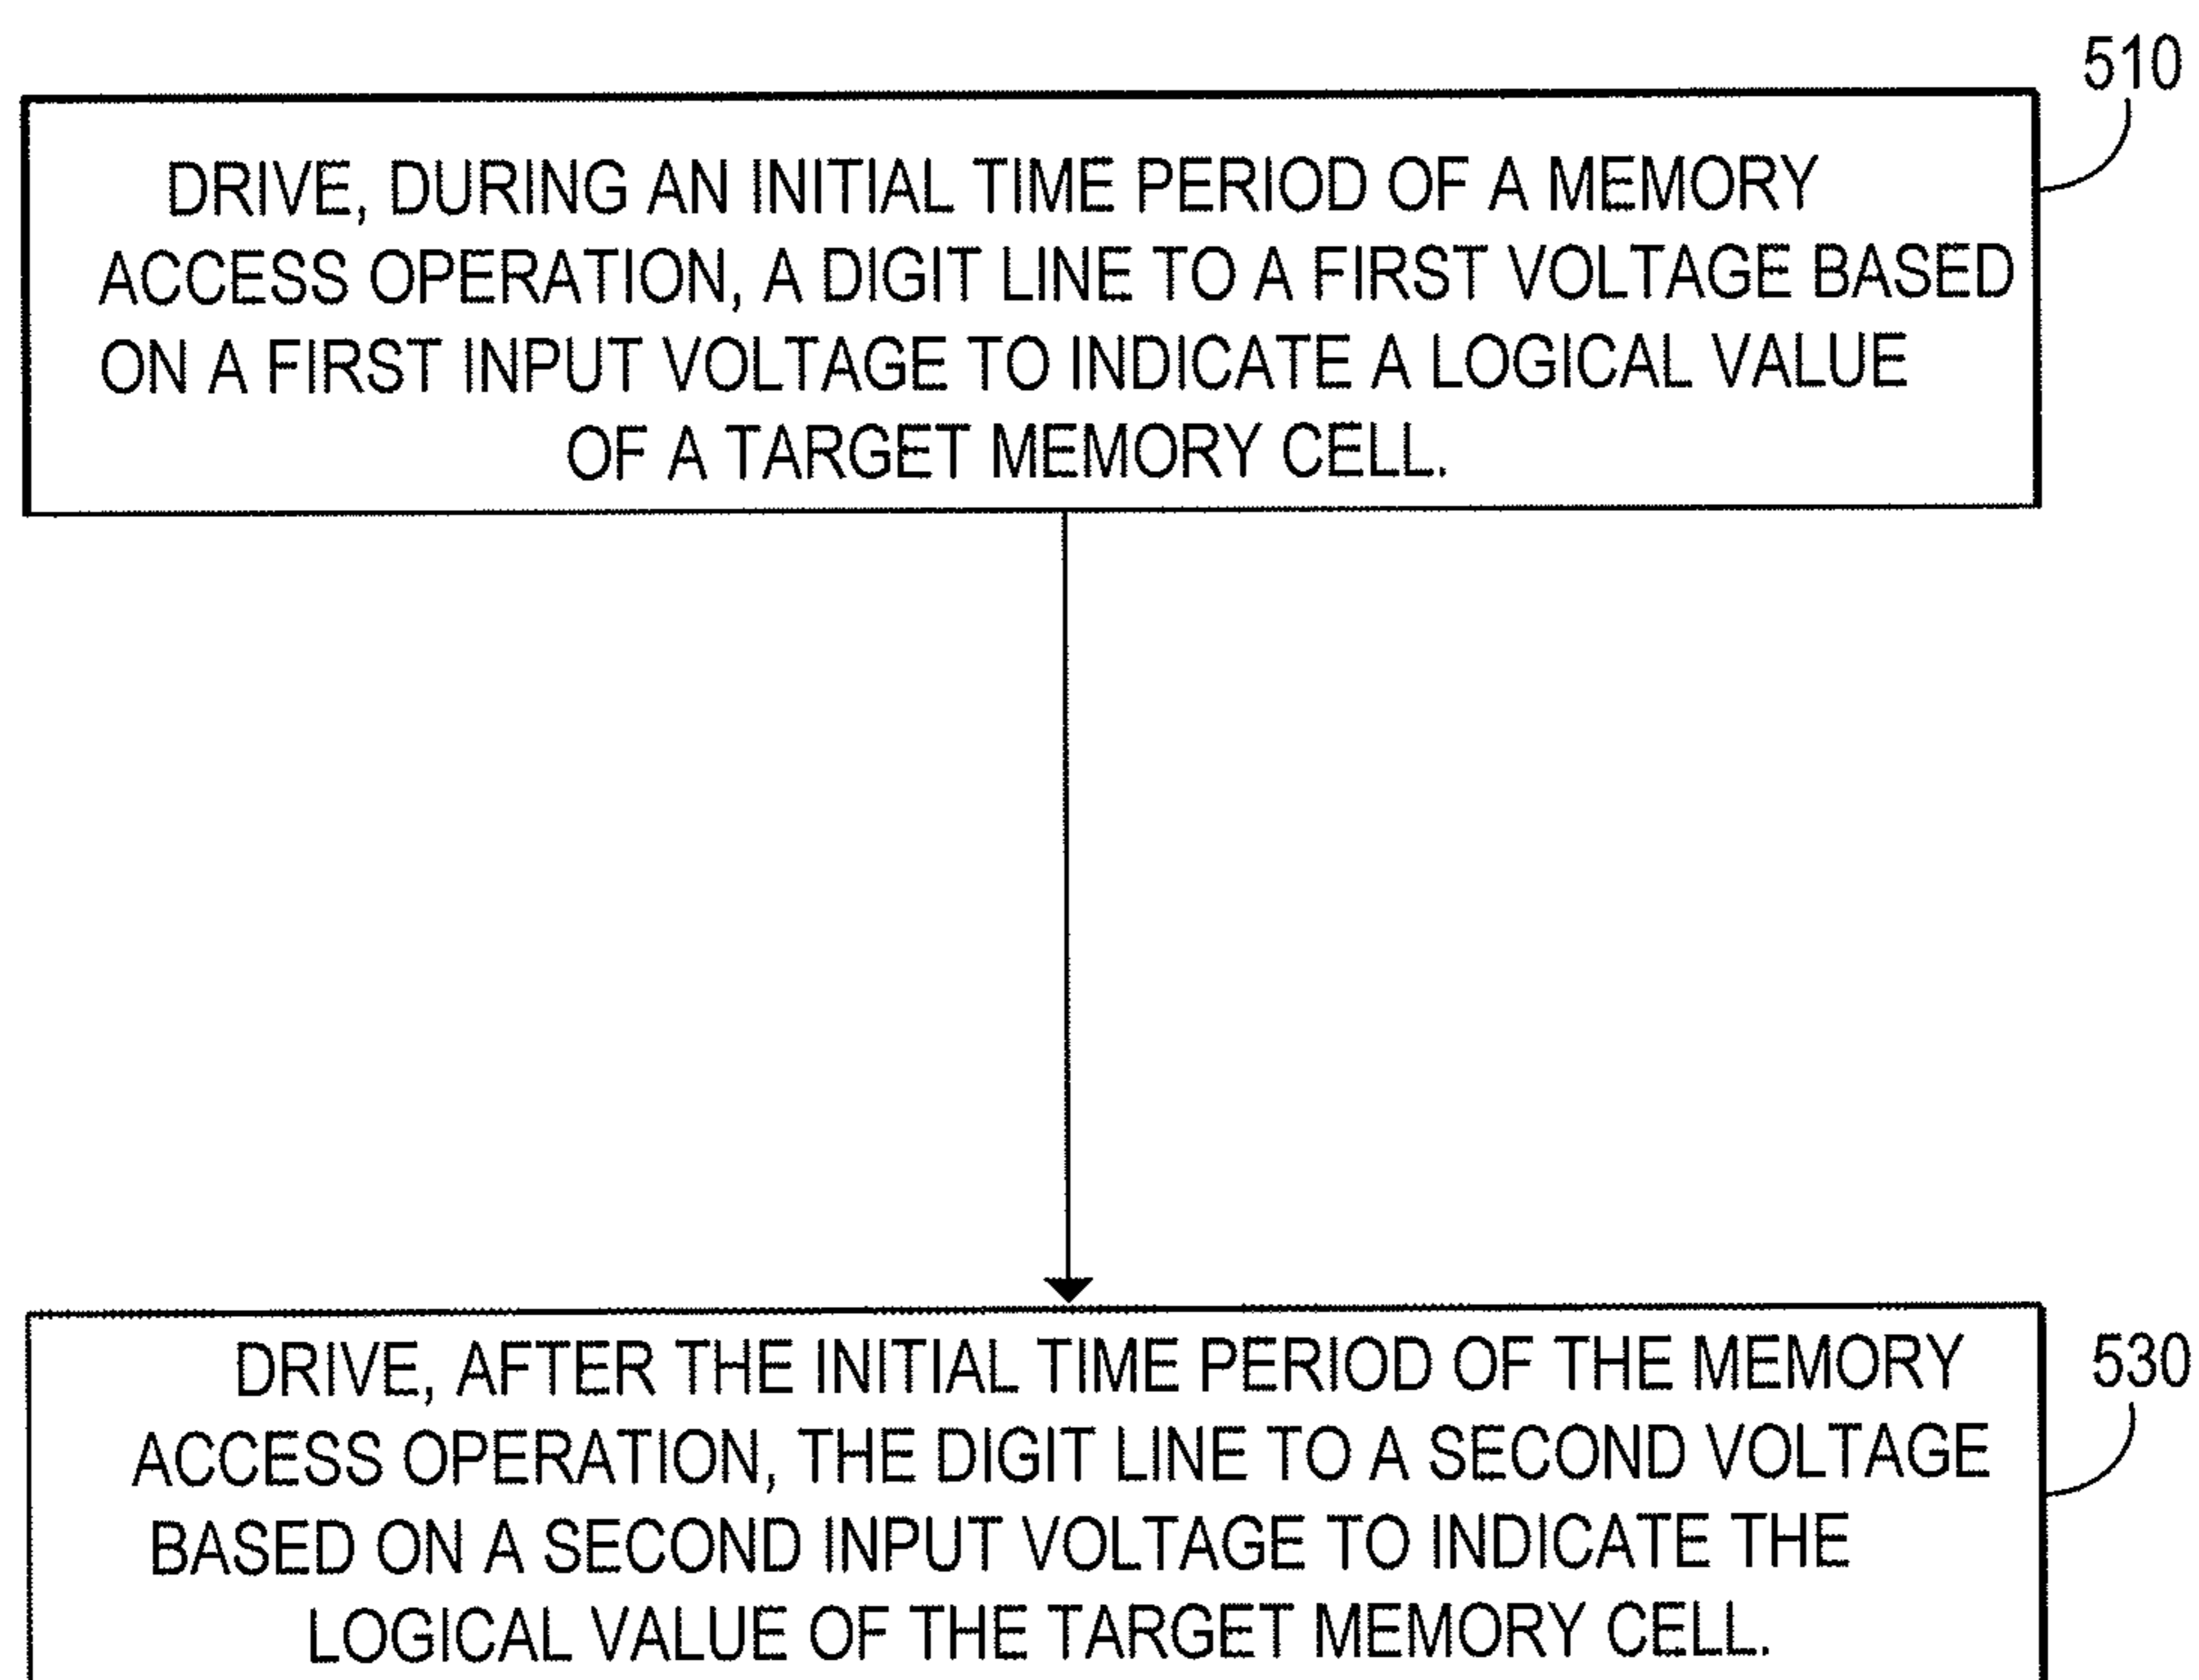 510
DRIVE, DURING AN INITIAL TIME PERIOD OF A MEMORY
ACCESS OPERATION, A DIGIT LINE TO A FIRST VOLTAGE BASED
ON A FIRST INPUT VOLTAGE TO INDICATE A LOGICAL VALUE
OF A TARGET MEMORY CELL.
530
DRIVE, AFTER THE INITIAL TIME PERIOD OF THE MEMORY
ACCESS OPERATION, THE DIGIT LINE TO A SECOND VOLTAGE
BASED ON A SECOND INPUT VOLTAGE TO INDICATE THE
LOGICAL VALUE OF THE TARGET MEMORY CELL.